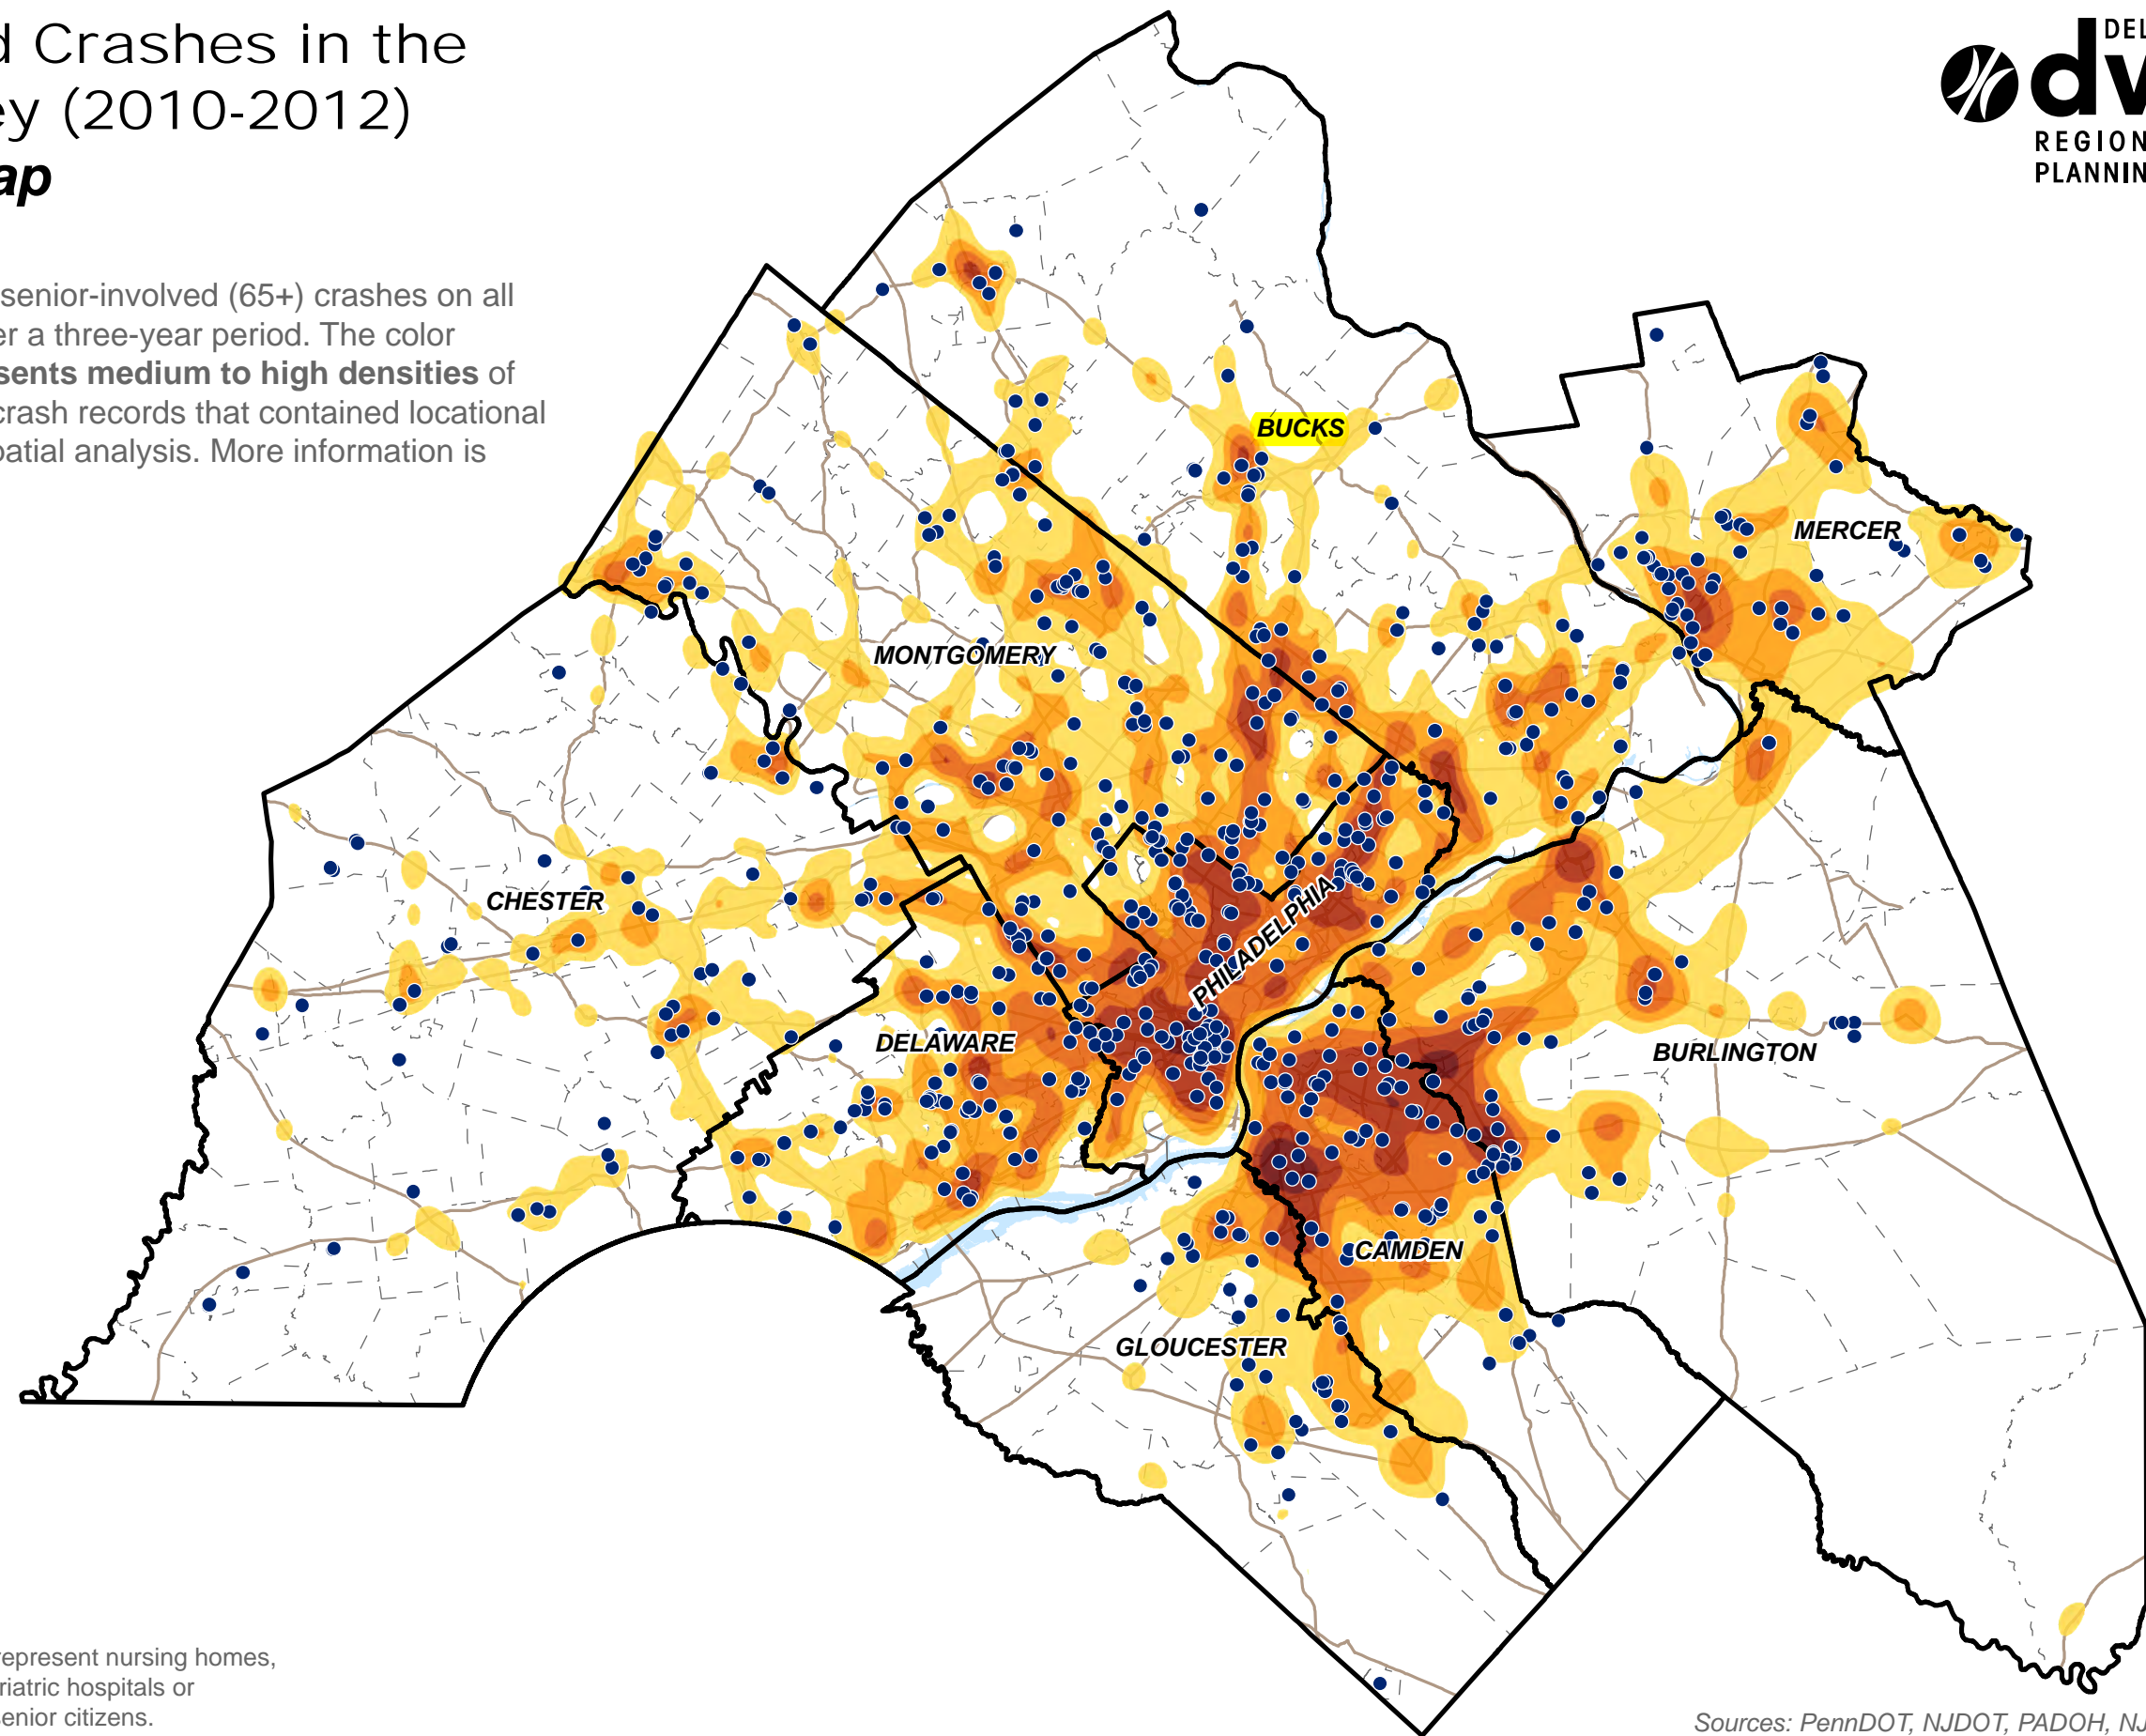 d Crashes in the
ey (2010-2012)
ap
senior-involved (65+) crashes on all
er a three-year period. The color
sents medium to high densities of
crash records that contained locational
patial analysis. More information is
DEL
dv
REGION
PLANNIN
BUCKS
MERCER
MONTGOMERY
CHESTER
PHILADELPHIA
DELAWARE
BURLINGTON
CAMDEN
GLOUCESTER
represent nursing homes,
riatric hospitals or
senior citizens.
Sources: PennDOT, NJDOT, PADOH, NJ